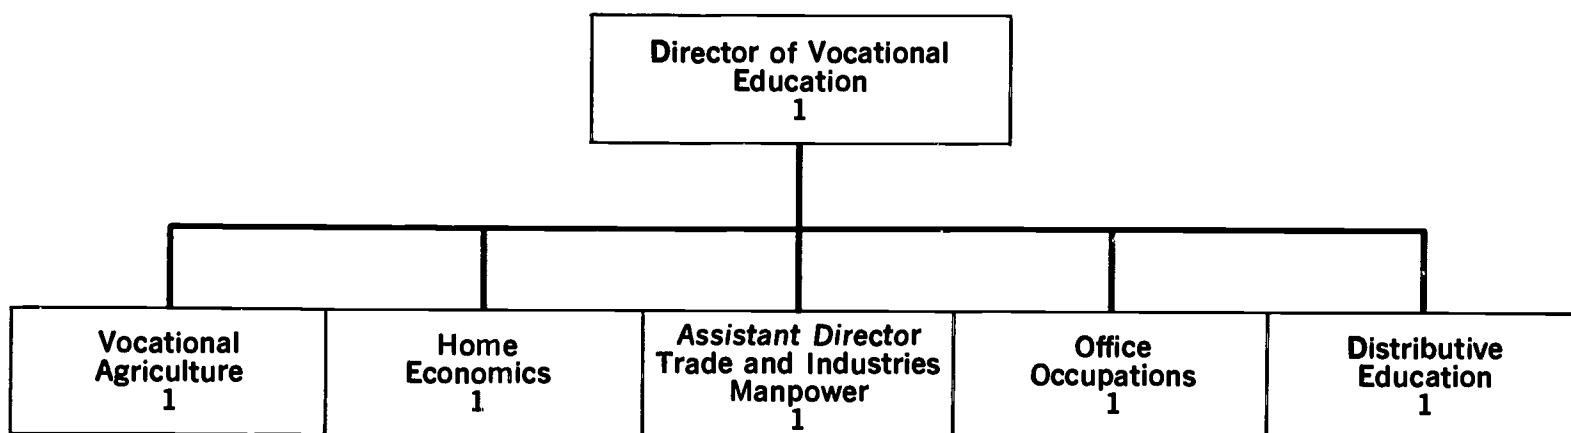 Director of Vocational
Education
1
Vocational
Agriculture
1
Home
Economics
1
Assistant Director
Trade and Industries
Manpower
1
Office
Occupations
1
Distributive
Education
1